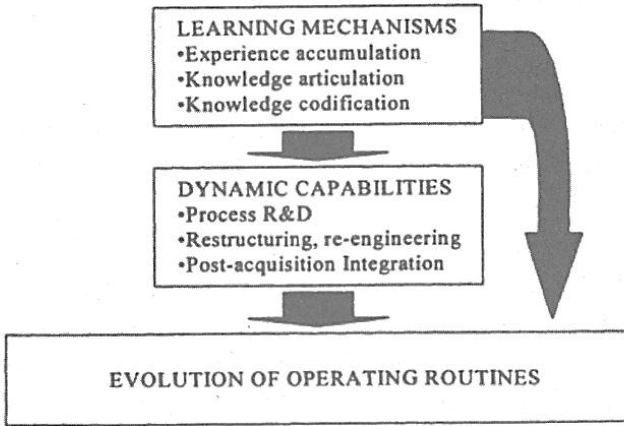 LEARNING MECHANISMS
•Experience accumulation
•Knowledge articulation
•Knowledge codification
DYNAMIC CAPABILITIES
•Process R&D
•Restructuring, re-engineering
•Post-acquisition Integration
EVOLUTION OF OPERATING ROUTINES